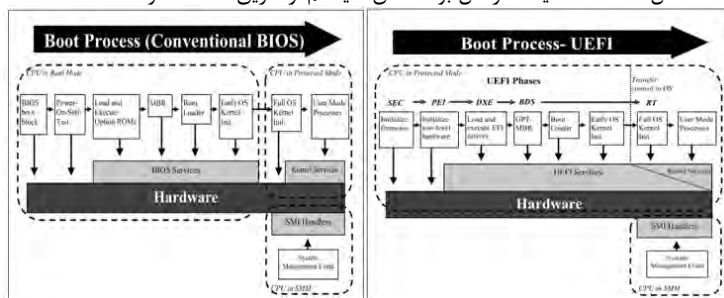 Boot Process (Conventional BIOS)
CPU in Real Mode
CPU in Protected Mode
BIOS boot block
Power-On-Self-Test
Load and Execute Option ROMs
MBR
Boot Loader
Early OS Kernel Init.
Full OS Kernel Init.
User Mode Processes
BIOS Services
Kernel Services
Hardware
SMI Handlers
System Management Event
CPU in SMM
Boot Process- UEFI
CPU in Protected Mode
UEFI Phases
Transfer control to OS
SEC
PEI
DXE
BDS
RT
Initialize low-level hardware
Load and execute EFI drivers
GPT-MBR
Boot Loader
Early OS Kernel Init.
Full OS Kernel Init.
User Mode Processes
UEFI Services
Kernel Services
Hardware
SMI Handlers
System Management Event
CPU in SMM